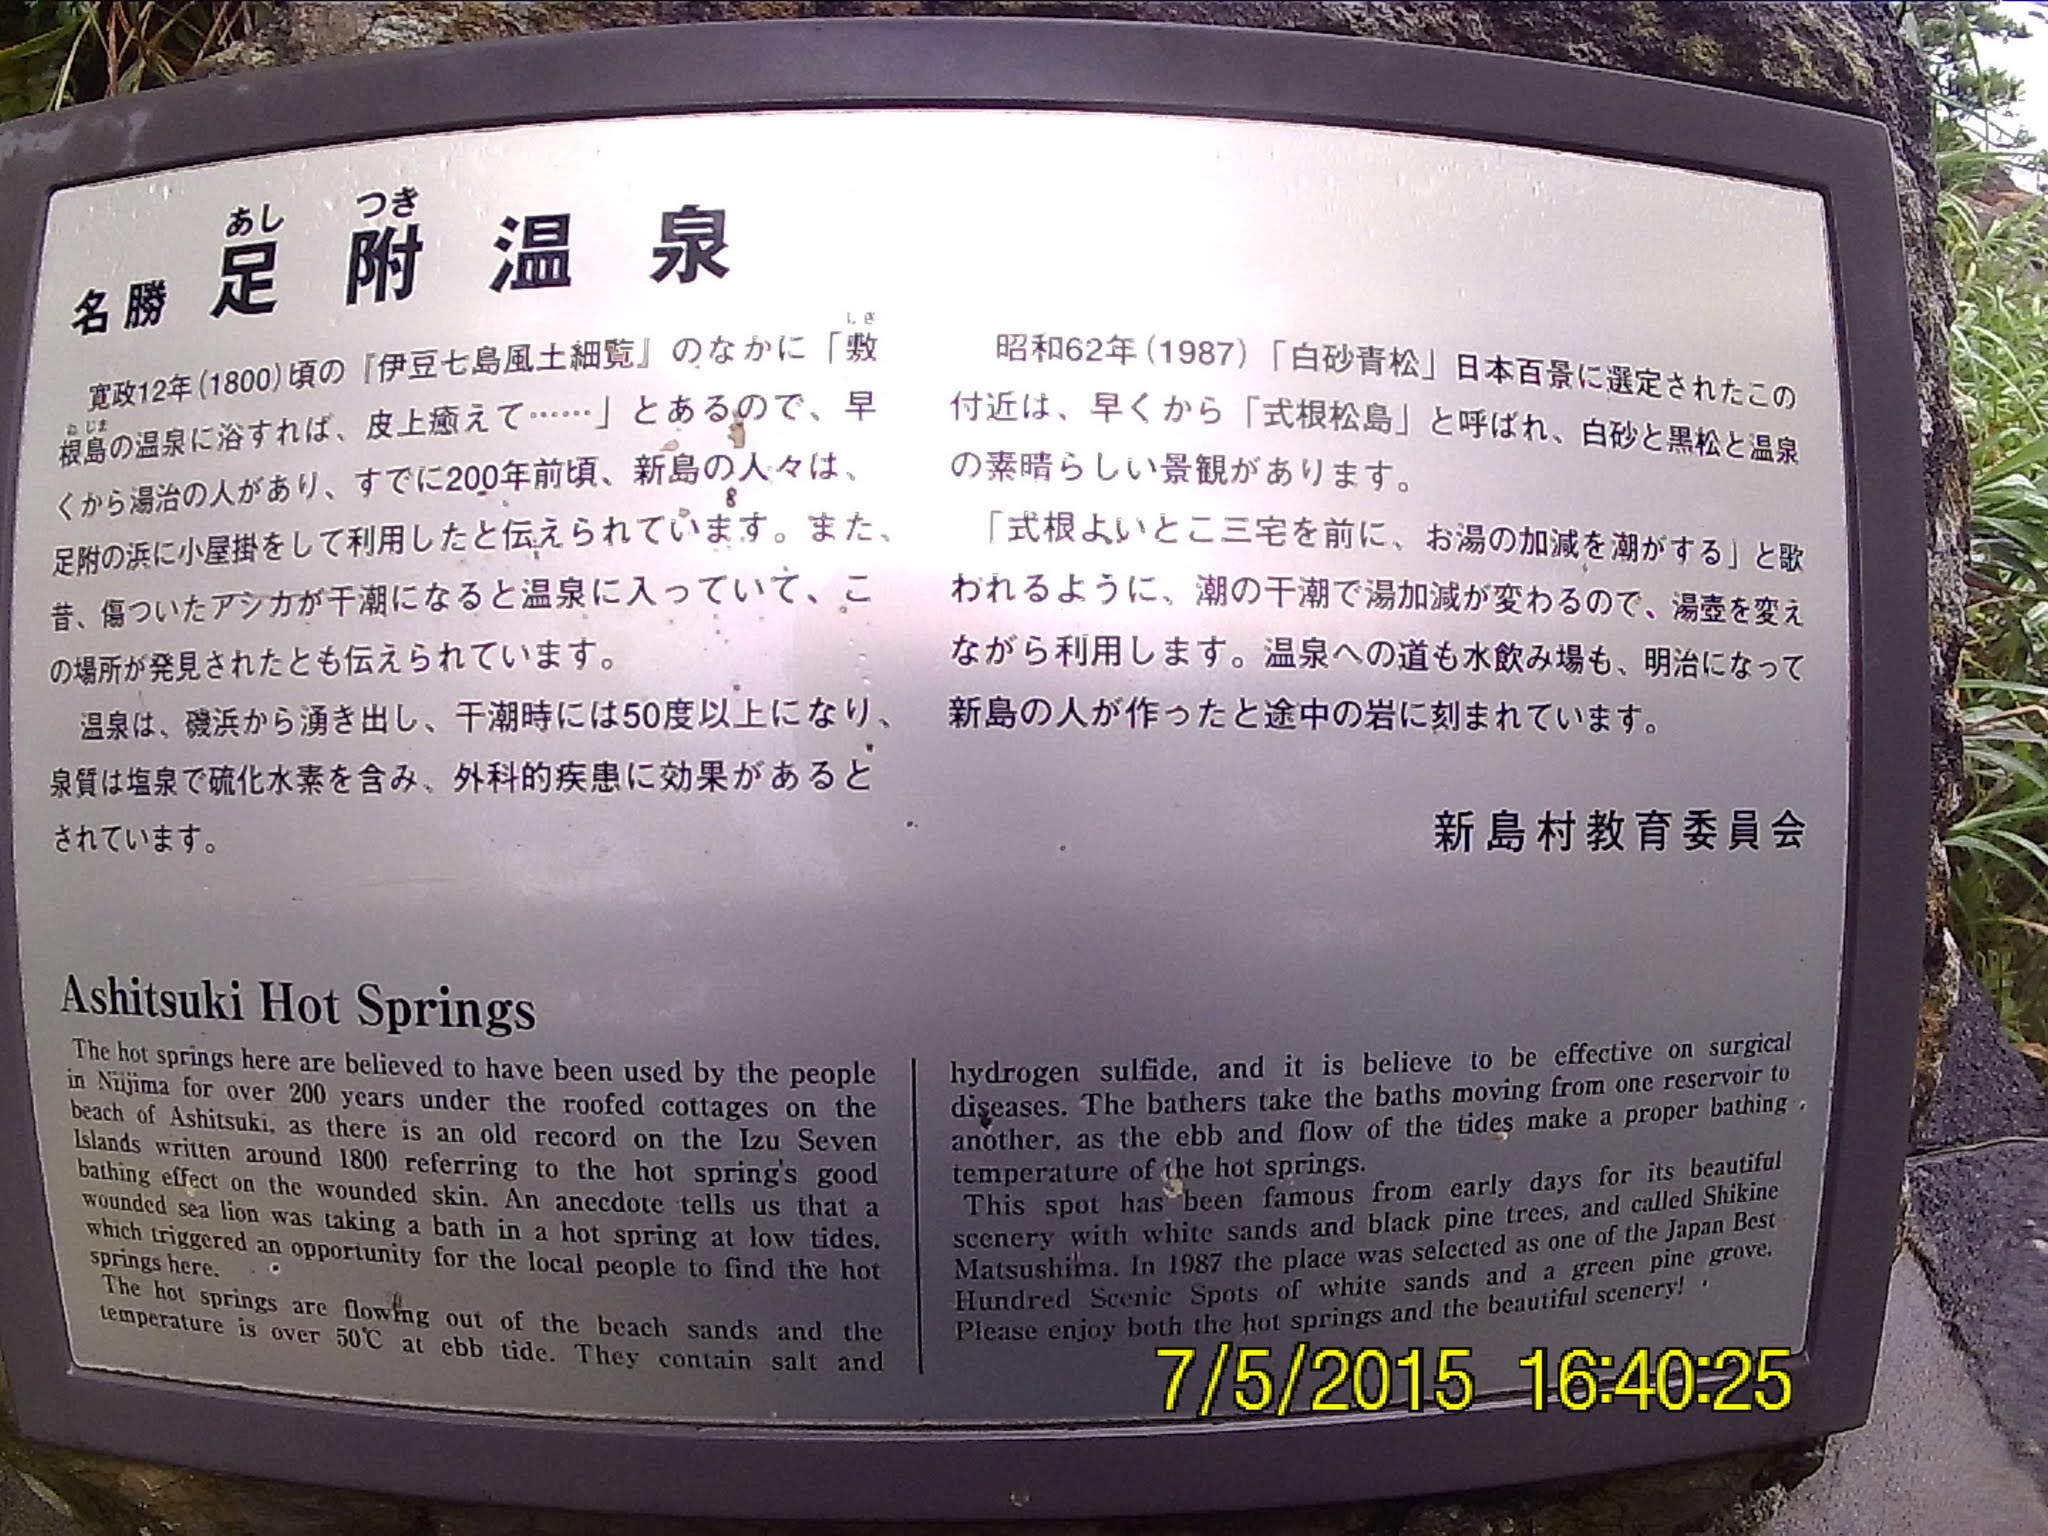 名勝 足附温泉
あし つき
寛政12年(1800)頃の『伊豆七島風土細覧』のなかに「敷
しき
根島の温泉に浴すれば、皮上癒えて……」とあるので、早
ねじま
くから湯治の人があり、すでに200年前頃、新島の人々は、
足附の浜に小屋掛をして利用したと伝えられています。また、
昔、傷ついたアシカが干潮になると温泉に入っていて、こ
の場所が発見されたとも伝えられています。
温泉は、磯浜から湧き出し、干潮時には50度以上になり、
泉質は塩泉で硫化水素を含み、外科的疾患に効果があると
されています。
昭和62年(1987)「白砂青松」日本百景に選定されたこの
付近は、早くから「式根松島」と呼ばれ、白砂と黒松と温泉
の素晴らしい景観があります。
「式根よいとこ三宅を前に、お湯の加減を潮がする」と歌
われるように、潮の干潮で湯加減が変わるので、湯壺を変え
ながら利用します。温泉への道も水飲み場も、明治になって
新島の人が作ったと途中の岩に刻まれています。
新島村教育委員会
Ashitsuki Hot Springs
The hot springs here are believed to have been used by the people
in Niijima for over 200 years under the roofed cottages on the
beach of Ashitsuki, as there is an old record on the Izu Seven
Islands written around 1800 referring to the hot spring's good
bathing effect on the wounded skin. An anecdote tells us that a
wounded sea lion was taking a bath in a hot spring at low tides,
which triggered an opportunity for the local people to find the hot
springs here.
The hot springs are flowing out of the beach sands and the
temperature is over 50℃ at ebb tide. They contain salt and
hydrogen sulfide, and it is believe to be effective on surgical
diseases. The bathers take the baths moving from one reservoir to
another, as the ebb and flow of the tides make a proper bathing
temperature of the hot springs.
This spot has been famous from early days for its beautiful
scenery with white sands and black pine trees, and called Shikine
Matsushima. In 1987 the place was selected as one of the Japan Best
Hundred Scenic Spots of white sands and a green pine grove.
Please enjoy both the hot springs and the beautiful scenery!
7/5/2015 16:40:25